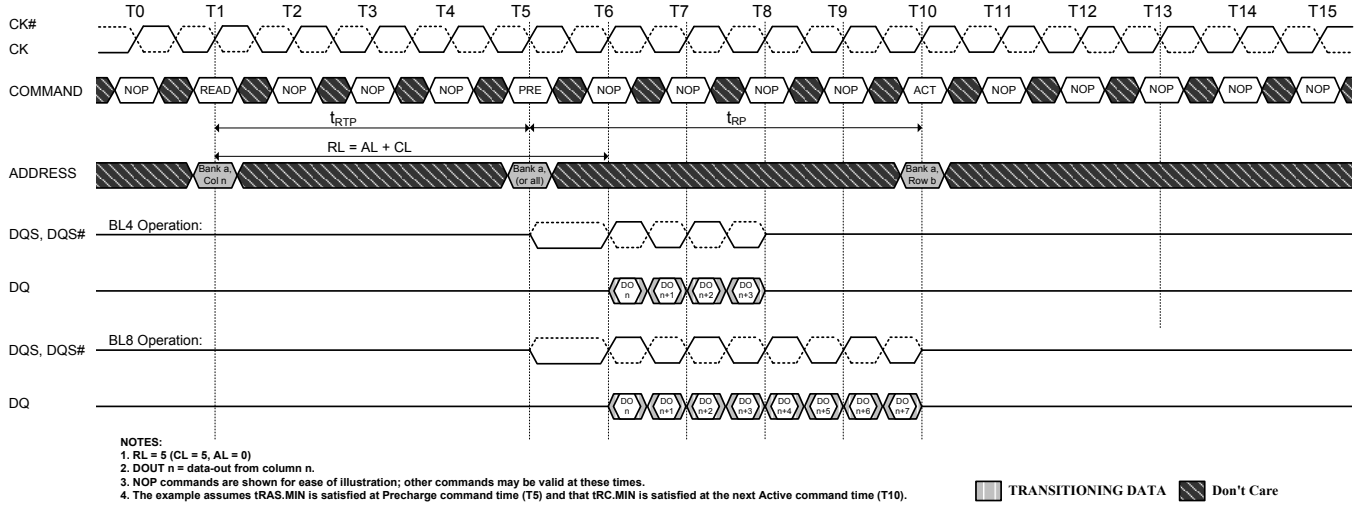 T0 T1 T2 T3 T4 T5 T6 T7 T8 T9 T10 T11 T12 T13 T14 T15
CK#
CK
COMMAND NOP READ NOP NOP NOP PRE NOP NOP NOP NOP ACT NOP NOP NOP NOP NOP
tRTP tRP
RL = AL + CL
ADDRESS
Bank a, Bank a, Bank a,
Col n (or all) Row b
BL4 Operation:
DQS, DQS#
DQ
DO DO DO DO
n n+1 n+2 n+3
BL8 Operation:
DQS, DQS#
DQ
DO DO DO DO DO DO DO DO
n n+1 n+2 n+3 n+4 n+5 n+6 n+7
NOTES:
1. RL = 5 (CL = 5, AL = 0)
2. DOUT n = data-out from column n.
3. NOP commands are shown for ease of illustration; other commands may be valid at these times.
4. The example assumes tRAS.MIN is satisfied at Precharge command time (T5) and that tRC.MIN is satisfied at the next Active command time (T10).
TRANSITIONING DATA Don't Care